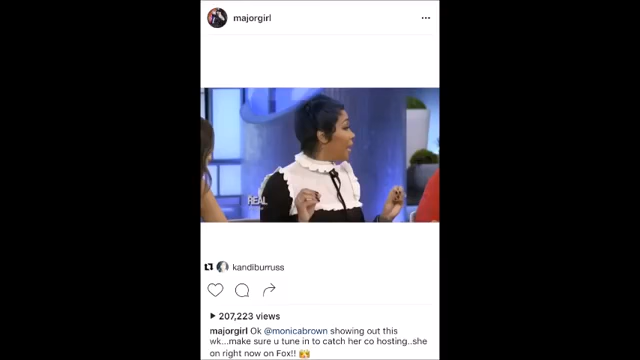 majorgirl
REAL
kandiburruss
207,223 views
majorgirl Ok @monicabrown showing out this
wk...make sure u tune in to catch her co hosting..she
on right now on Fox!!